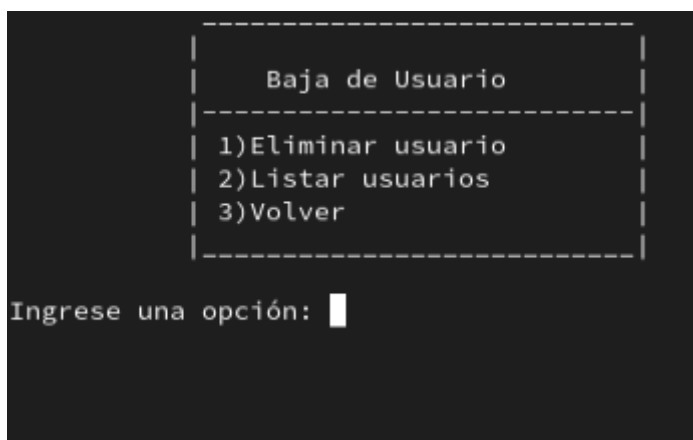 Baja de Usuario
1)Eliminar usuario
2)Listar usuarios
3)Volver
Ingrese una opción: